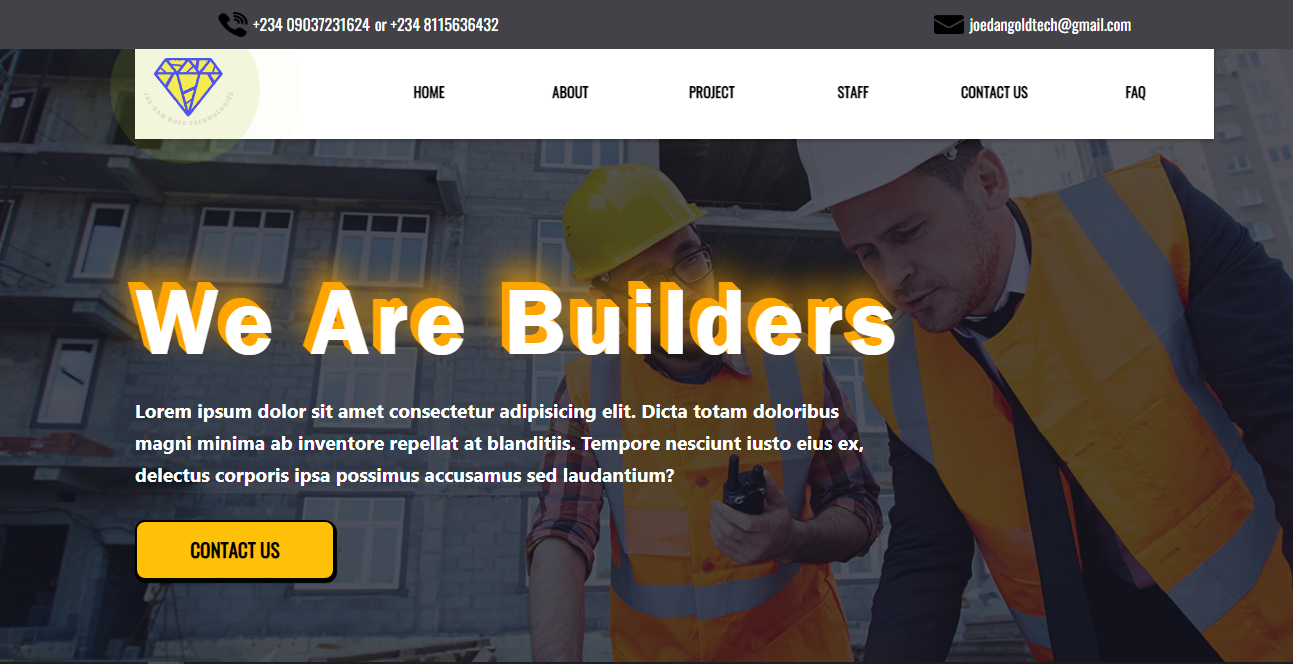 +234 09037231624 or +234 8115636432
joedangoldtech@gmail.com
JOE-DAN GOLD TECHNOLOGIES
HOME
ABOUT
PROJECT
STAFF
CONTACT US
FAQ
We Are Builders
Lorem ipsum dolor sit amet consectetur adipisicing elit. Dicta totam doloribus
magni minima ab inventore repellat at blanditiis. Tempore nesciunt iusto eius ex,
delectus corporis ipsa possimus accusamus sed laudantium?
CONTACT US